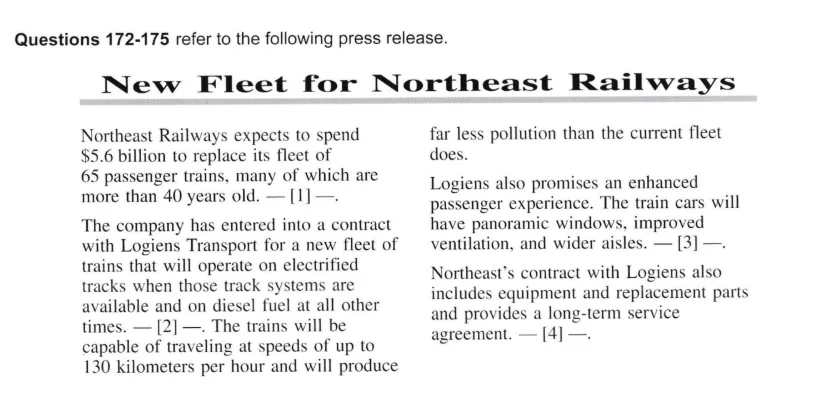 Questions 172-175 refer to the following press release.
New Fleet for Northeast Railways
Northeast Railways expects to spend
$5.6 billion to replace its fleet of
65 passenger trains, many of which are
more than 40 years old. — [1] —.
The company has entered into a contract
with Logiens Transport for a new fleet of
trains that will operate on electrified
tracks when those track systems are
available and on diesel fuel at all other
times. — [2] —. The trains will be
capable of traveling at speeds of up to
130 kilometers per hour and will produce
far less pollution than the current fleet
does.
Logiens also promises an enhanced
passenger experience. The train cars will
have panoramic windows, improved
ventilation, and wider aisles. — [3] —.
Northeast's contract with Logiens also
includes equipment and replacement parts
and provides a long-term service
agreement. — [4] —.